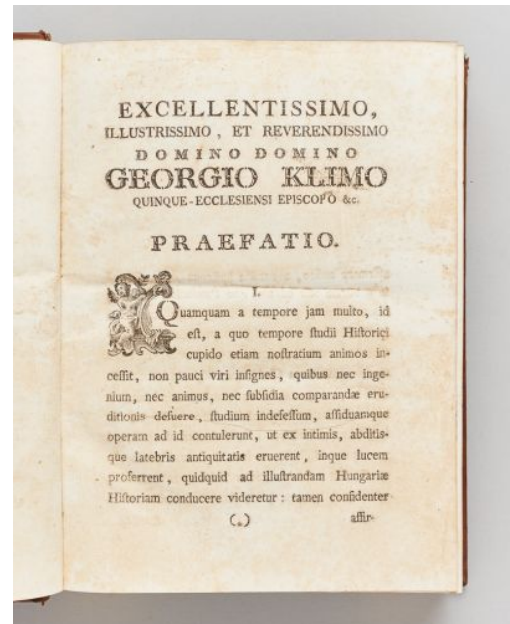 EXCELLENTISSIMO,
ILLUSTRISSIMO, ET REVERENDISSIMO
DOMINO DOMINO
GEORGIO KLIMO
QUINQUE-ECCLESIENSI EPISCOPO &c.
PRAEFATIO.
I.
Quamquam a tempore jam multo, id
eſt, a quo tempore ſtudii Hiſtorici
cupido etiam noſtratium animos in-
ceſſit, non pauci viri inſignes, quibus nec inge-
nium, nec animus, nec ſubſidia comparandæ eru-
ditionis defuere, ſtudium indefeſſum, aſſiduamque
operam ad id contulerunt, ut ex intimis, abditis-
que latebris antiquitatis eruerent, inque lucem
proferrent, quidquid ad illuſtrandam Hungariæ
Hiſtoriam conducere videretur: tamen confidenter
(*) affir-